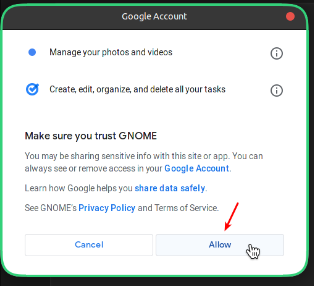 Google Account
Manage your photos and videos
Create, edit, organize, and delete all your tasks
Make sure you trust GNOME
You may be sharing sensitive info with this site or app. You can
always see or remove access in your Google Account.
Learn how Google helps you share data safely.
See GNOME's Privacy Policy and Terms of Service.
Cancel
Allow